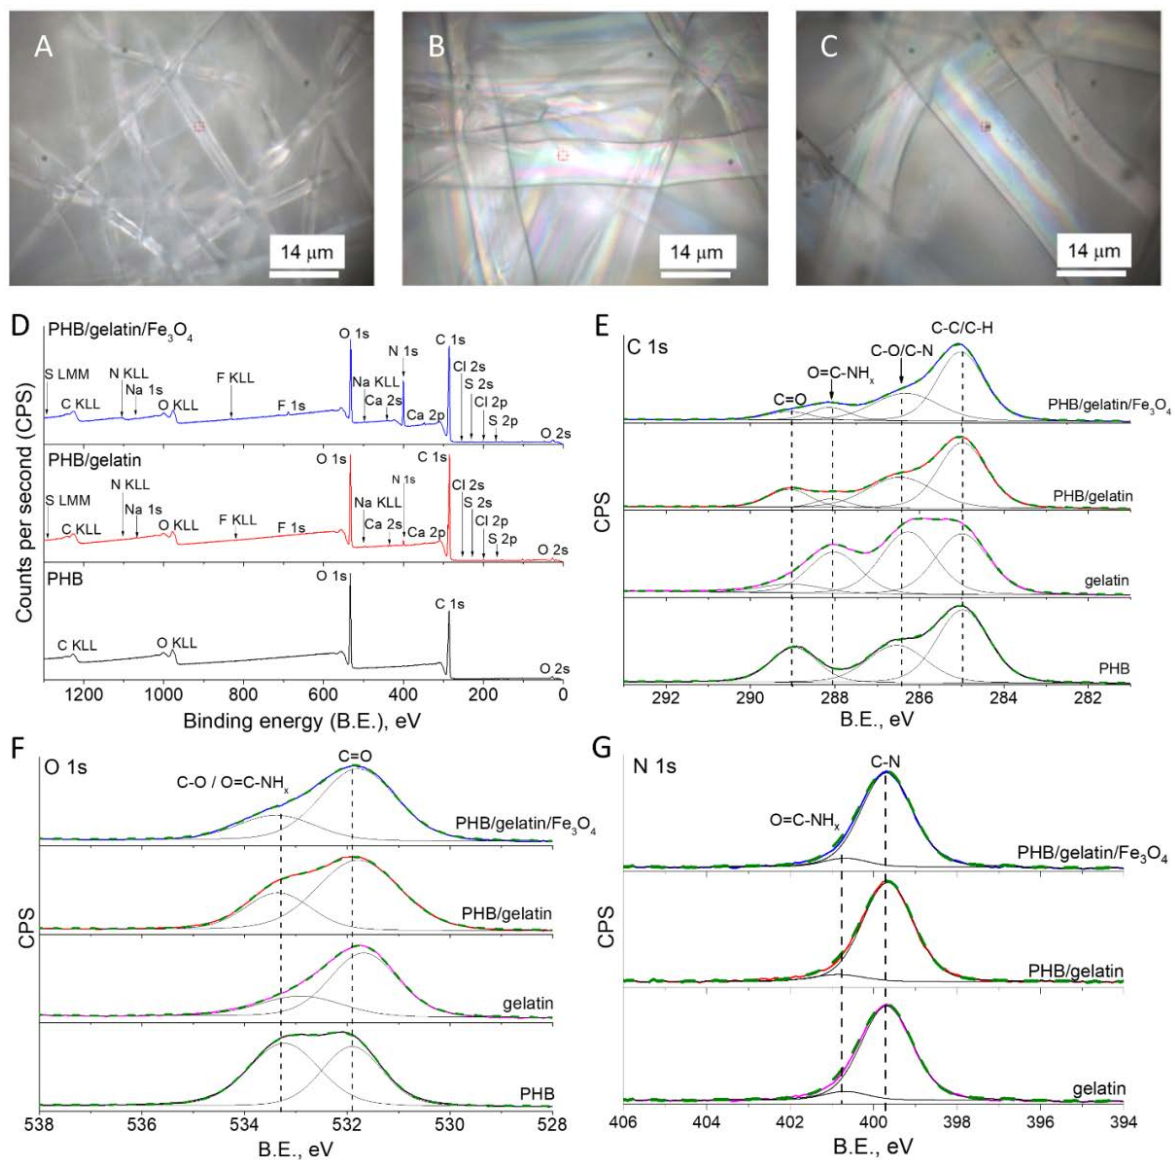 A
B
C
14 μm
14 μm
14 μm
D
PHB/gelatin/Fe3O4
O 1s
C 1s
N 1s
S LMM
N KLL
Na 1s
F KLL
Na KLL
Cl 2s
S 2s
C KLL
O KLL
F 1s
Ca 2s
Ca 2p
Cl 2p
S 2p
O 2s
PHB/gelatin
O 1s
C 1s
N KLL
N 1s
S LMM
Na 1s
Na KLL
Cl 2s
C KLL
O KLL
F KLL
F 1s
Ca 2s
Ca 2p
S 2s
Cl 2p
S 2p
O 2s
PHB
O 1s
C 1s
C KLL
O KLL
O 2s
Counts per second (CPS)
1200 1000 800 600 400 200 0
Binding energy (B.E.), eV
E
C 1s
C-C/C-H
C-O/C-N
O=C-NHx
C=O
PHB/gelatin/Fe3O4
PHB/gelatin
gelatin
PHB
CPS
292 290 288 286 284 282
B.E., eV
F
O 1s
C=O
C-O / O=C-NHx
PHB/gelatin/Fe3O4
PHB/gelatin
gelatin
PHB
CPS
538 536 534 532 530 528
B.E., eV
G
N 1s
C-N
O=C-NHx
PHB/gelatin/Fe3O4
PHB/gelatin
gelatin
CPS
406 404 402 400 398 396 394
B.E., eV